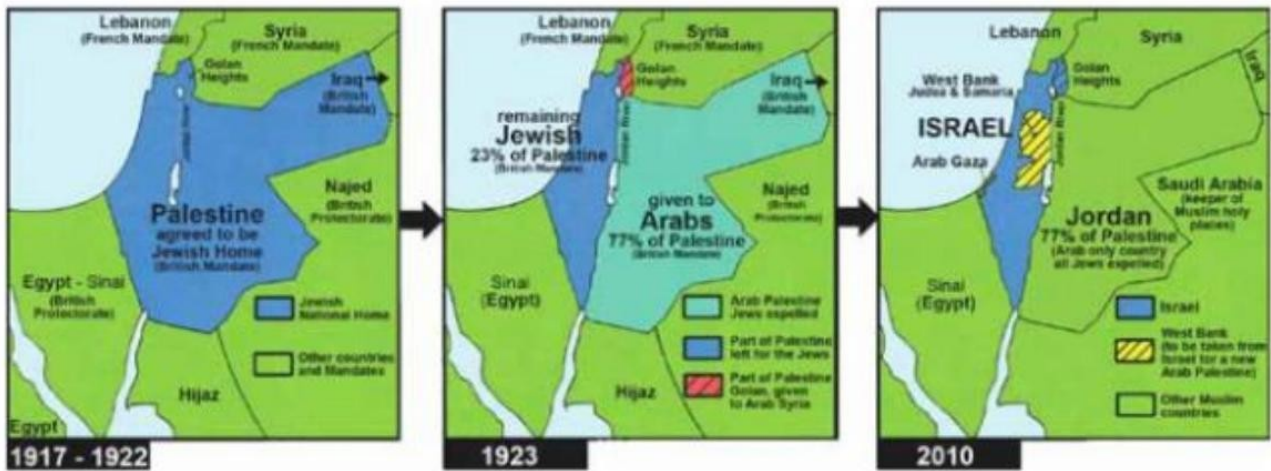 Lebanon
(French Mandate)
Syria
(French Mandate)
Golan
Heights
Iraq
(British
Mandate)
Jordan River
Najed
(British
Protectorate)
Palestine
agreed to be
Jewish Home
(British Mandate)
Egypt - Sinai
(British
Protectorate)
Jewish
National Home
Other countries
and Mandates
Hijaz
Egypt
1917 - 1922
Lebanon
(French Mandate)
Syria
(French Mandate)
Golan
Heights
Iraq
(British
Mandate)
remaining
Jewish
23% of Palestine
(British Mandate)
Jordan River
given to
Arabs
77% of Palestine
(British Mandate)
Najed
(British
Protectorate)
Sinai
(Egypt)
Arab Palestine
Jews expelled
Part of Palestine
left for the Jews
Part of Palestine
Golan, given
to Arab Syria
Hijaz
1923
Lebanon
Syria
Golan
Heights
Iraq
West Bank
Judea & Samaria
ISRAEL
Jordan River
Arab Gaza
Saudi Arabia
(keeper of
Muslim holy
places)
Jordan
77% of Palestine
(Arab only country
all Jews expelled)
Sinai
(Egypt)
Israel
West Bank
(to be taken from
Israel for a new
Arab Palestine)
Other Muslim
countries
2010